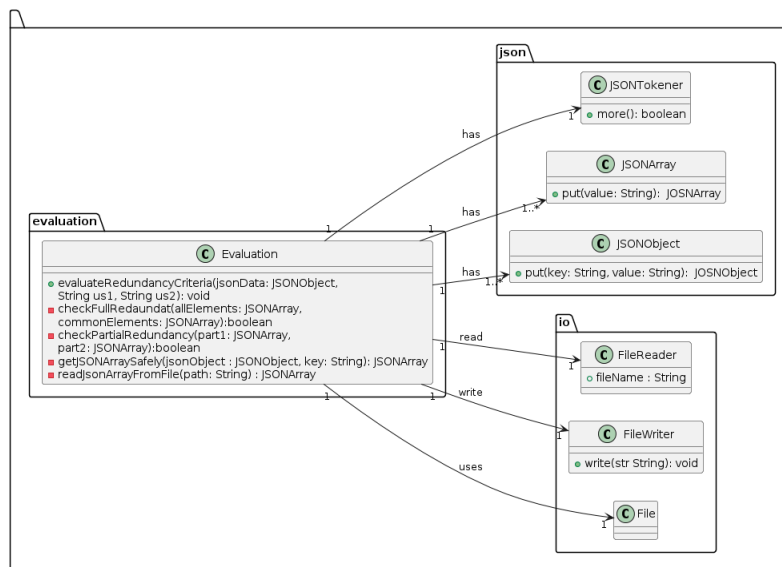 json
C JSONTokener
more(): boolean
1
has
C JSONArray
put(value: String): JOSNArray
1..*
has
1
1
evaluation
C Evaluation
evaluateRedundancyCriteria(jsonData: JSONObject,
String us1, String us2): void
checkFullRedaundat(allElements: JSONArray,
commonElements: JSONArray):boolean
checkPartialRedundancy(part1: JSONArray,
part2: JSONArray):boolean
getJSONArraySafely(jsonObject : JSONObject, key: String): JSONArray
readJsonArrayFromFile(path: String) : JSONArray
C JSONObject
put(key: String, value: String): JOSNObject
has
1..*
1
io
C FileReader
fileName : String
read
1
1
C FileWriter
write(str String): void
write
1
1
C File
uses
1
1